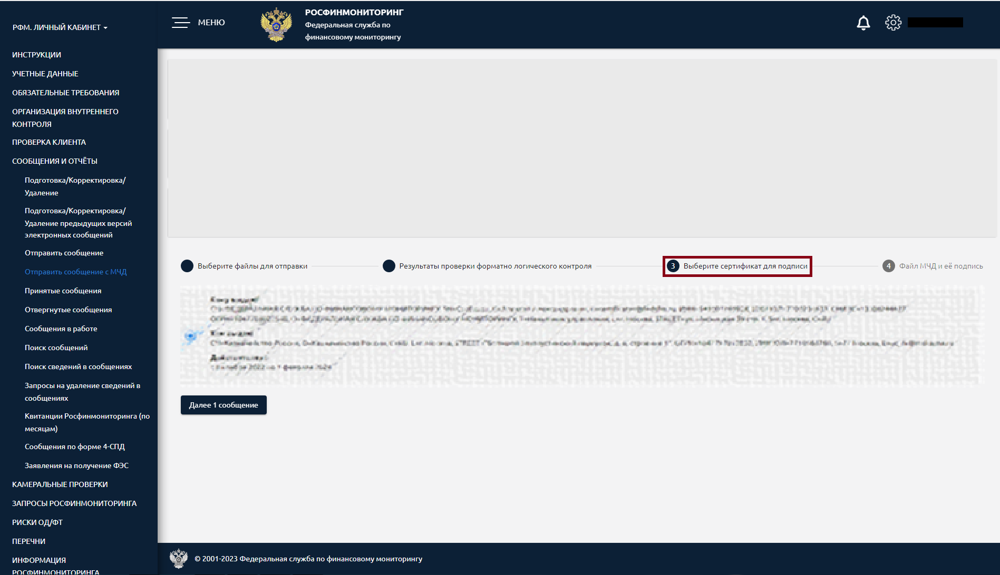 РФМ. ЛИЧНЫЙ КАБИНЕТ
ИНСТРУКЦИИ
УЧЕТНЫЕ ДАННЫЕ
ОБЯЗАТЕЛЬНЫЕ ТРЕБОВАНИЯ
ОРГАНИЗАЦИЯ ВНУТРЕННЕГО
КОНТРОЛЯ
ПРОВЕРКА КЛИЕНТА
СООБЩЕНИЯ И ОТЧЁТЫ
Подготовка/Корректировка/
Удаление
Подготовка/Корректировка/
Удаление предыдущих версий
электронных сообщений
Отправить сообщение
Отправить сообщение с МЧД
Принятые сообщения
Отвергнутые сообщения
Сообщения в работе
Поиск сообщений
Поиск сведений в сообщениях
Запросы на удаление сведений в
сообщениях
Квитанции Росфинмониторинга (по
месяцам)
Сообщения по форме 4-СПД
Заявления на получение ФЭС
КАМЕРАЛЬНЫЕ ПРОВЕРКИ
ЗАПРОСЫ РОСФИНМОНИТОРИНГА
РИСКИ ОД/ФТ
ПЕРЕЧНИ
ИНФОРМАЦИЯ
РОСФИНМОНИТОРИНГА
МЕНЮ
РОСФИНМОНИТОРИНГ
Федеральная служба по
финансовому мониторингу
Выберите файлы для отправки
Результаты проверки форматно логического контроля
3 Выберите сертификат для подписи
4 Файл МЧД и её подпись
Далее 1 сообщение
© 2001-2023 Федеральная служба по финансовому мониторингу